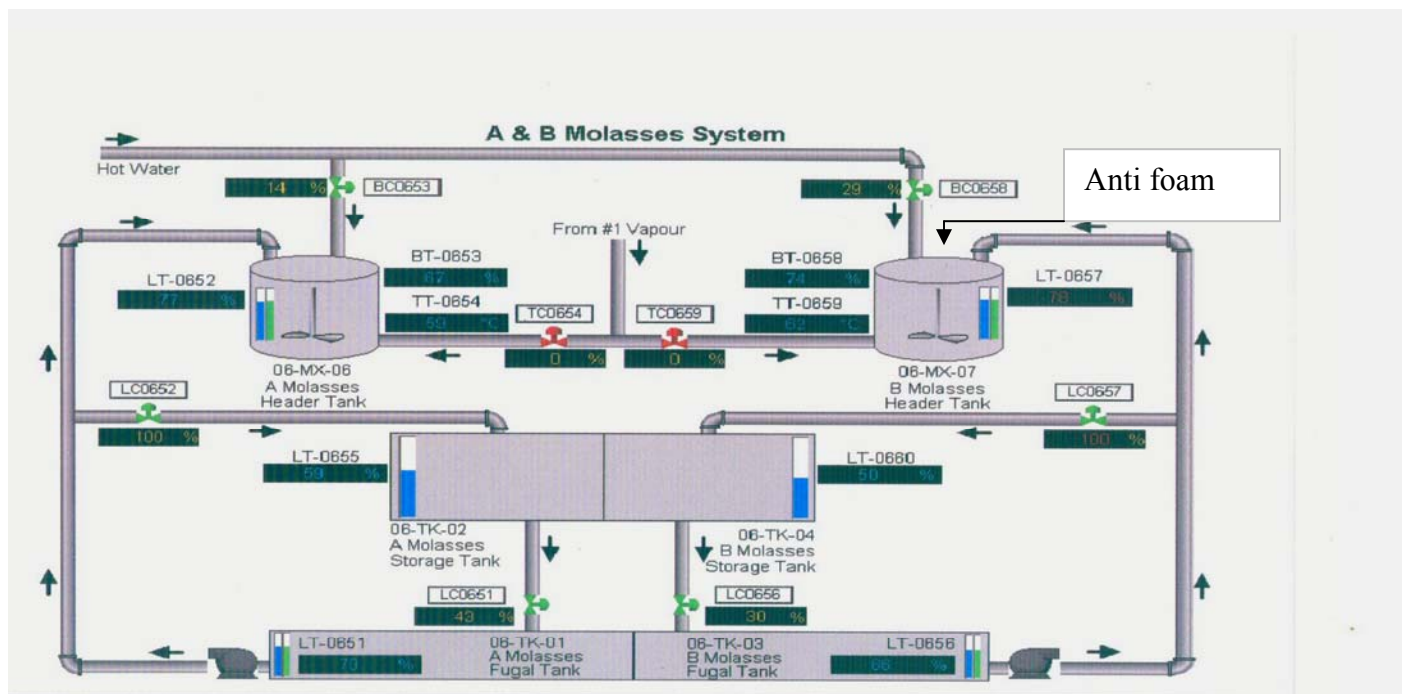 A & B Molasses System
Hot Water
14 %
BC0653
29 %
BC0658
Anti foam
From #1 Vapour
LT-0652
77 %
BT-0653
67 %
TT-0654
59 °C
TC0654
0 %
TC0659
0 %
BT-0658
74 %
TT-0659
62 °C
LT-0657
78 %
06-MX-06
A Molasses
Header Tank
06-MX-07
B Molasses
Header Tank
LC0652
100 %
LC0657
100 %
LT-0655
59 %
LT-0660
50 %
06-TK-02
A Molasses
Storage Tank
06-TK-04
B Molasses
Storage Tank
LC0651
43 %
LC0656
30 %
LT-0651
70 %
06-TK-01
A Molasses
Fugal Tank
06-TK-03
B Molasses
Fugal Tank
LT-0656
66 %